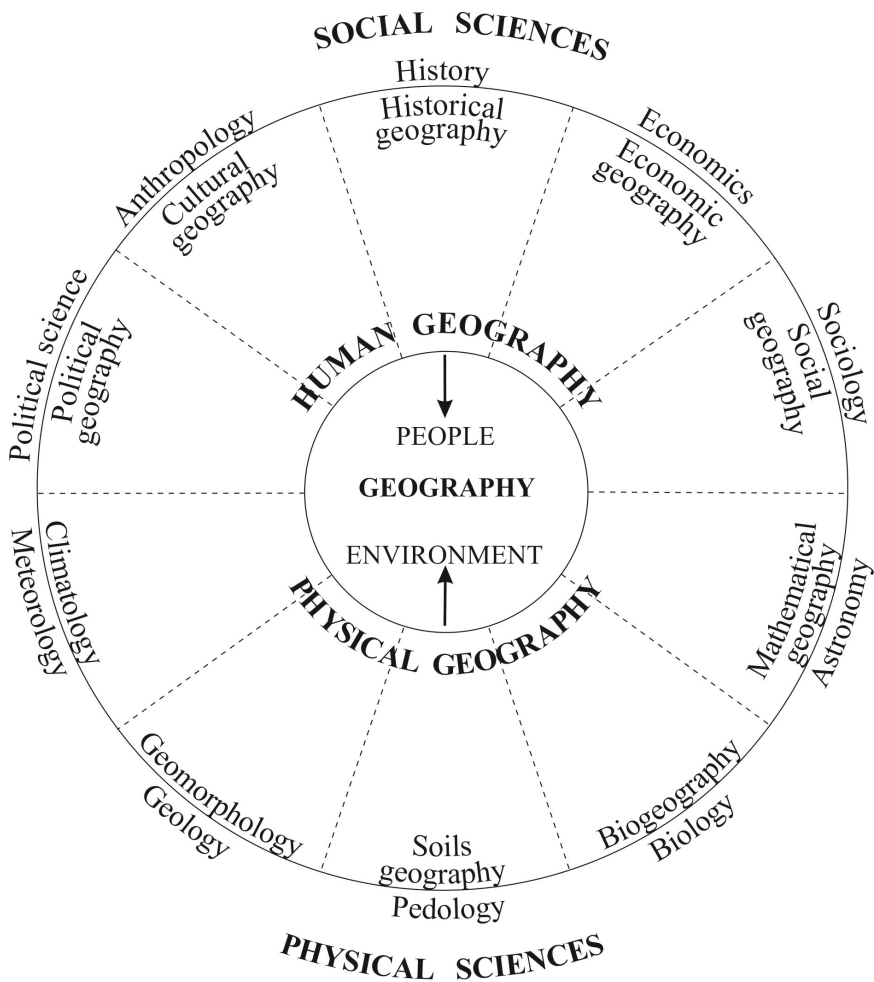 SOCIAL SCIENCES
History
Historical
geography
Anthropology
Cultural
geography
Economics
Economic
geography
Political science
Political
geography
Sociology
Social
geography
HUMAN GEOGRAPHY
PEOPLE
GEOGRAPHY
ENVIRONMENT
PHYSICAL GEOGRAPHY
Climatology
Meteorology
Mathematical
geography
Astronomy
Geomorphology
Geology
Soils
geography
Pedology
Biogeography
Biology
PHYSICAL SCIENCES